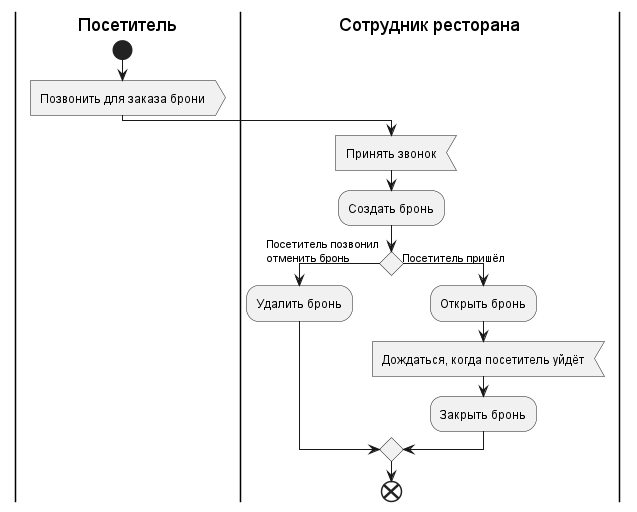 Посетитель
Сотрудник ресторана
Позвонить для заказа брони
Принять звонок
Создать бронь
Посетитель позвонил
отменить бронь
Посетитель пришёл
Удалить бронь
Открыть бронь
Дождаться, когда посетитель уйдёт
Закрыть бронь